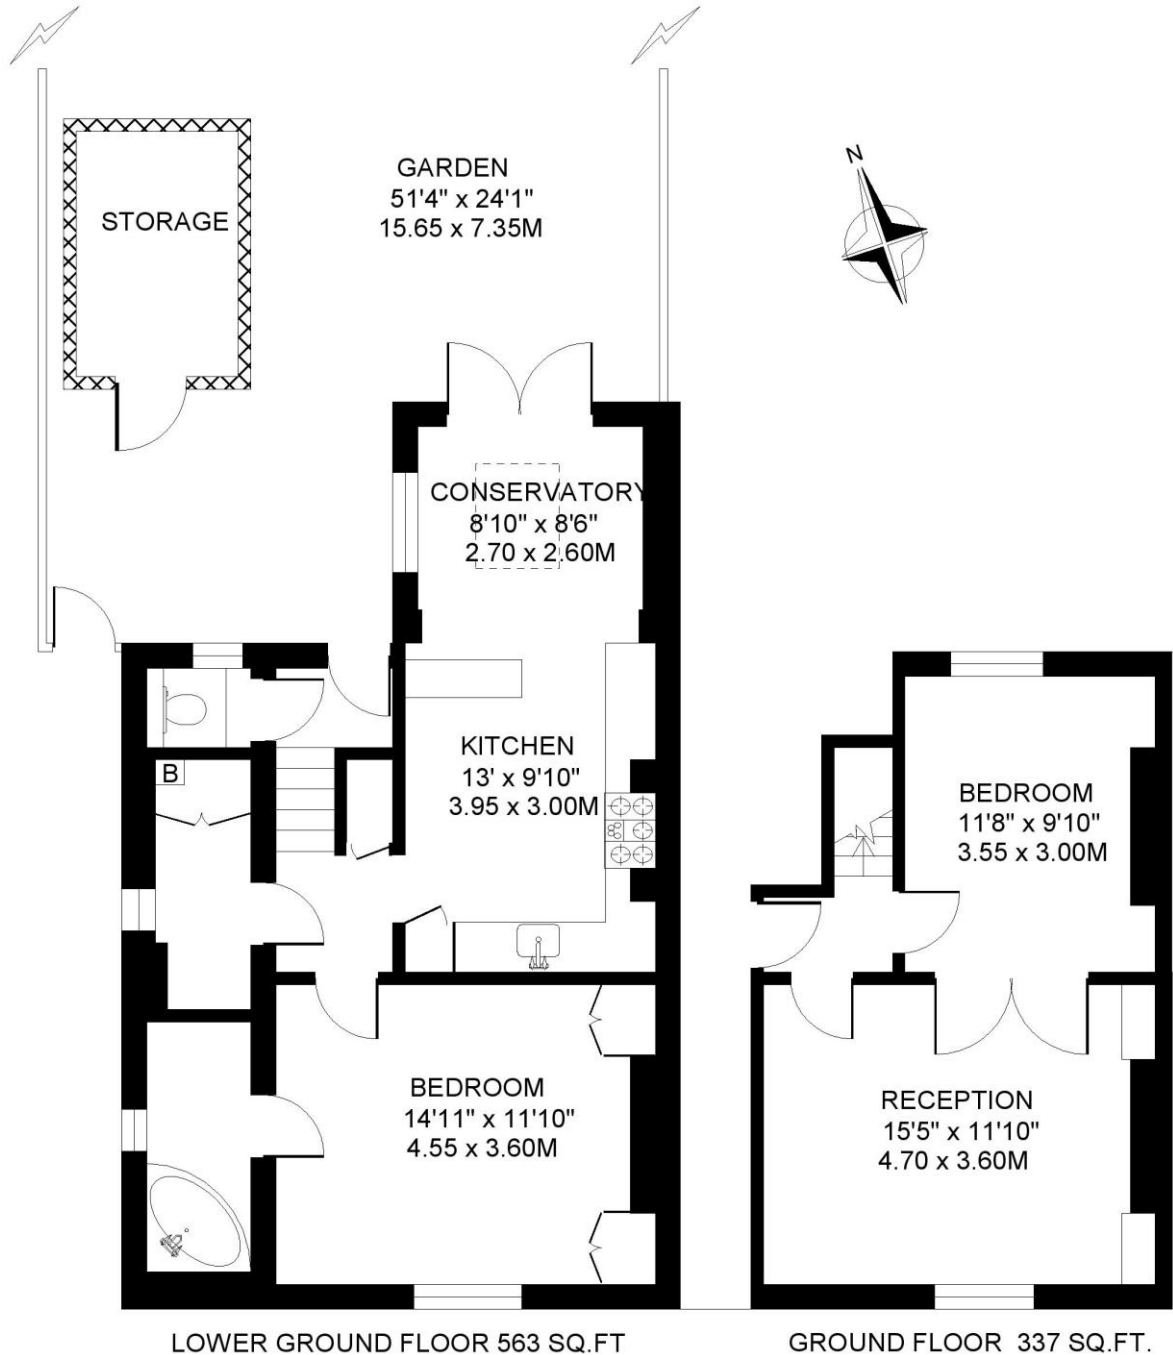 N
GARDEN
51'4" x 24'1"
15.65 x 7.35M
STORAGE
CONSERVATORY
8'10" x 8'6"
2.70 x 2.60M
KITCHEN
13' x 9'10"
3.95 x 3.00M
B
BEDROOM
11'8" x 9'10"
3.55 x 3.00M
BEDROOM
14'11" x 11'10"
4.55 x 3.60M
RECEPTION
15'5" x 11'10"
4.70 x 3.60M
LOWER GROUND FLOOR 563 SQ.FT
GROUND FLOOR 337 SQ.FT.